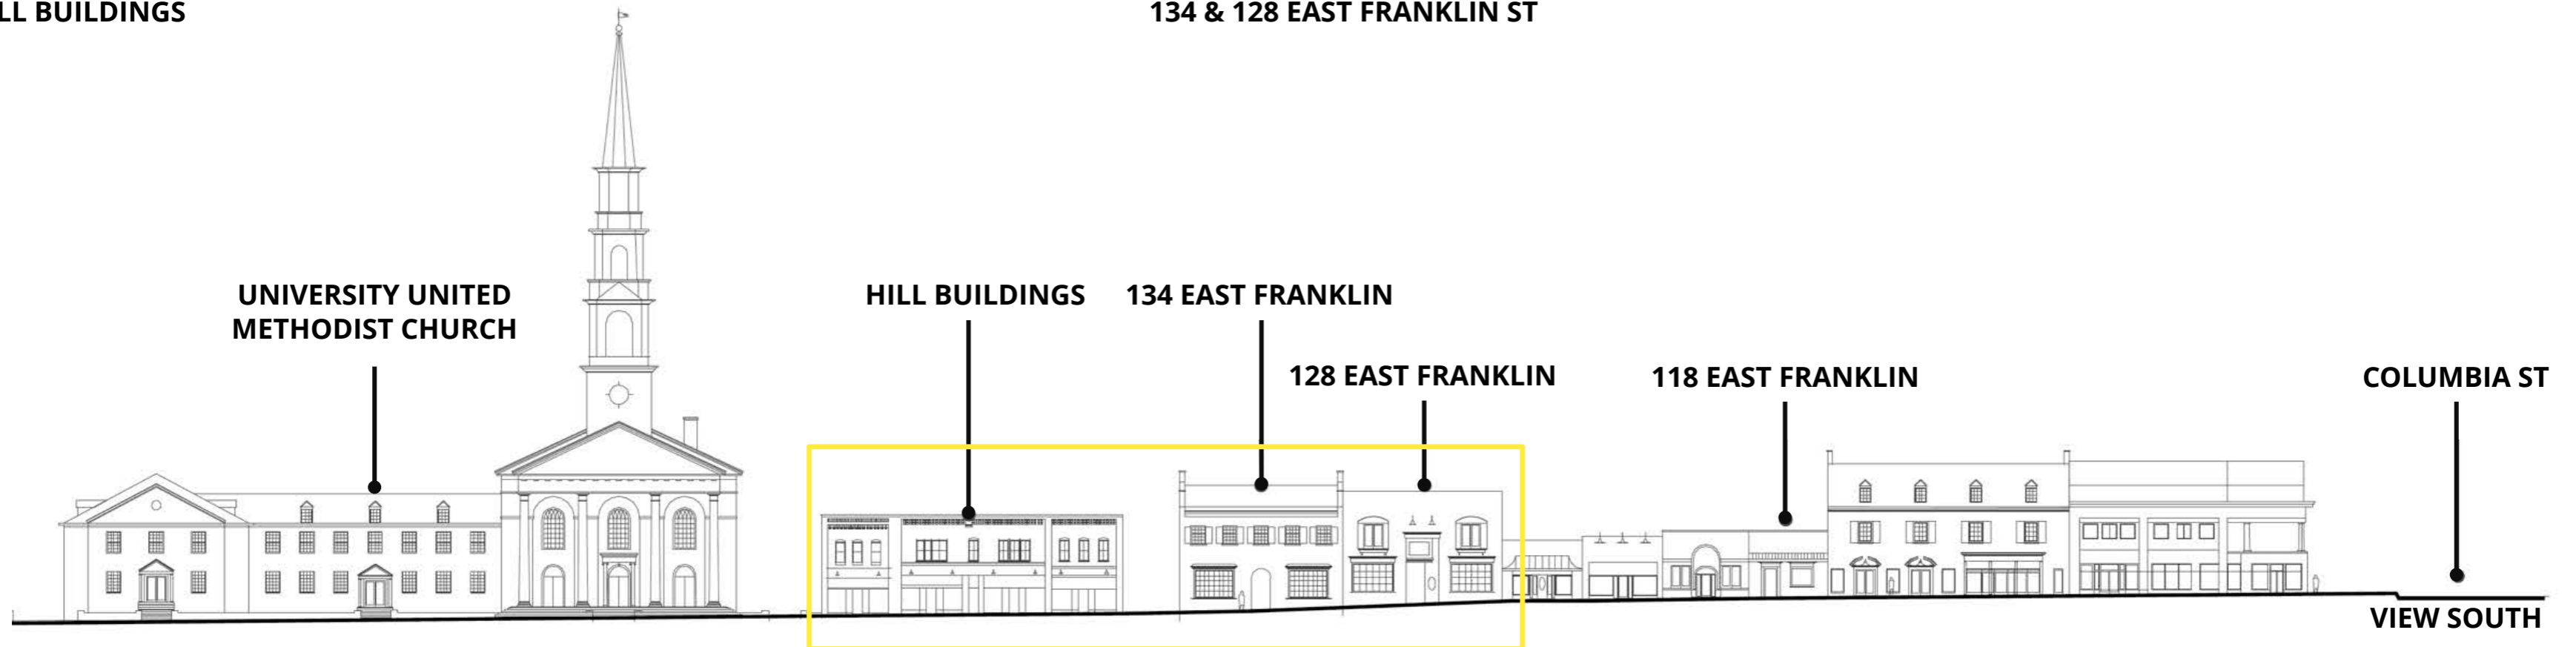 LL BUILDINGS
134 & 128 EAST FRANKLIN ST
UNIVERSITY UNITED
METHODIST CHURCH
HILL BUILDINGS
134 EAST FRANKLIN
128 EAST FRANKLIN
118 EAST FRANKLIN
COLUMBIA ST
VIEW SOUTH